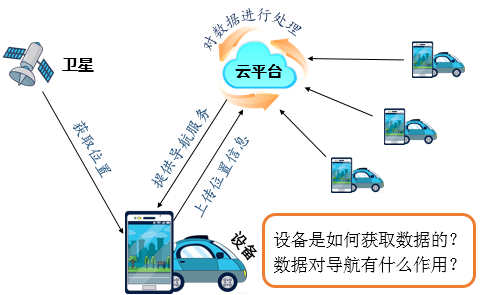 对数据进行处理
卫星
云平台
获取位置
提供导航服务
上传位置信息
设备
设备是如何获取数据的？
数据对导航有什么作用？